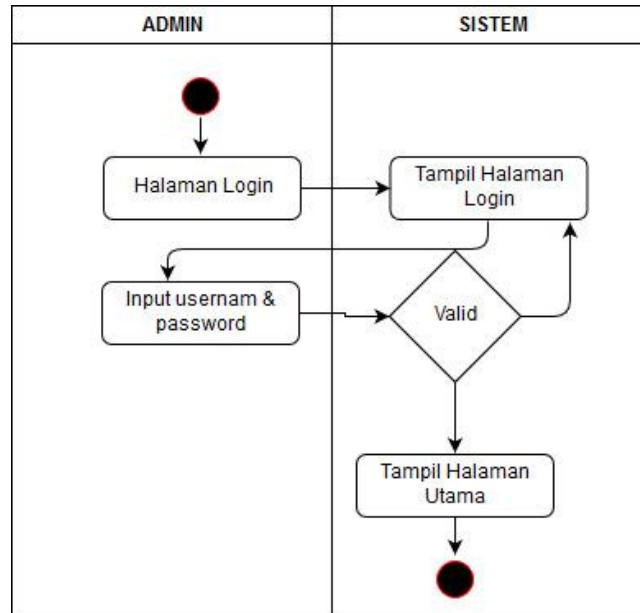 ADMIN
SISTEM
Halaman Login
Tampil Halaman
Login
Input usernam &
password
Valid
Tampil Halaman
Utama